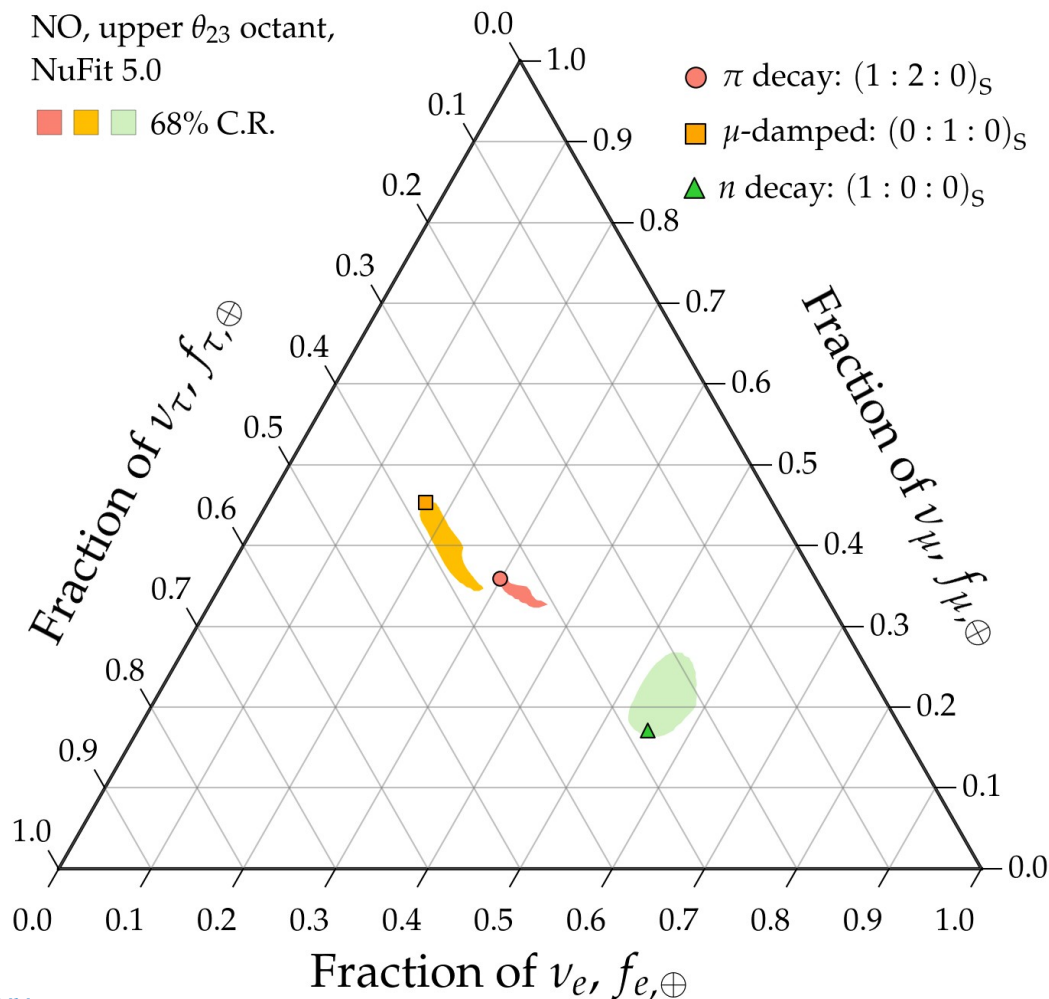 NO, upper θ₂₃ octant,
NuFit 5.0
68% C.R.
π decay: (1 : 2 : 0)S
μ-damped: (0 : 1 : 0)S
n decay: (1 : 0 : 0)S
0.0
0.1
0.2
0.3
0.4
0.5
0.6
0.7
0.8
0.9
1.0
Fraction of ντ, fτ,⊕
1.0
0.9
0.8
0.7
0.6
0.5
0.4
0.3
0.2
0.1
0.0
Fraction of νμ, fμ,⊕
0.0 0.1 0.2 0.3 0.4 0.5 0.6 0.7 0.8 0.9 1.0
Fraction of νe, fe,⊕